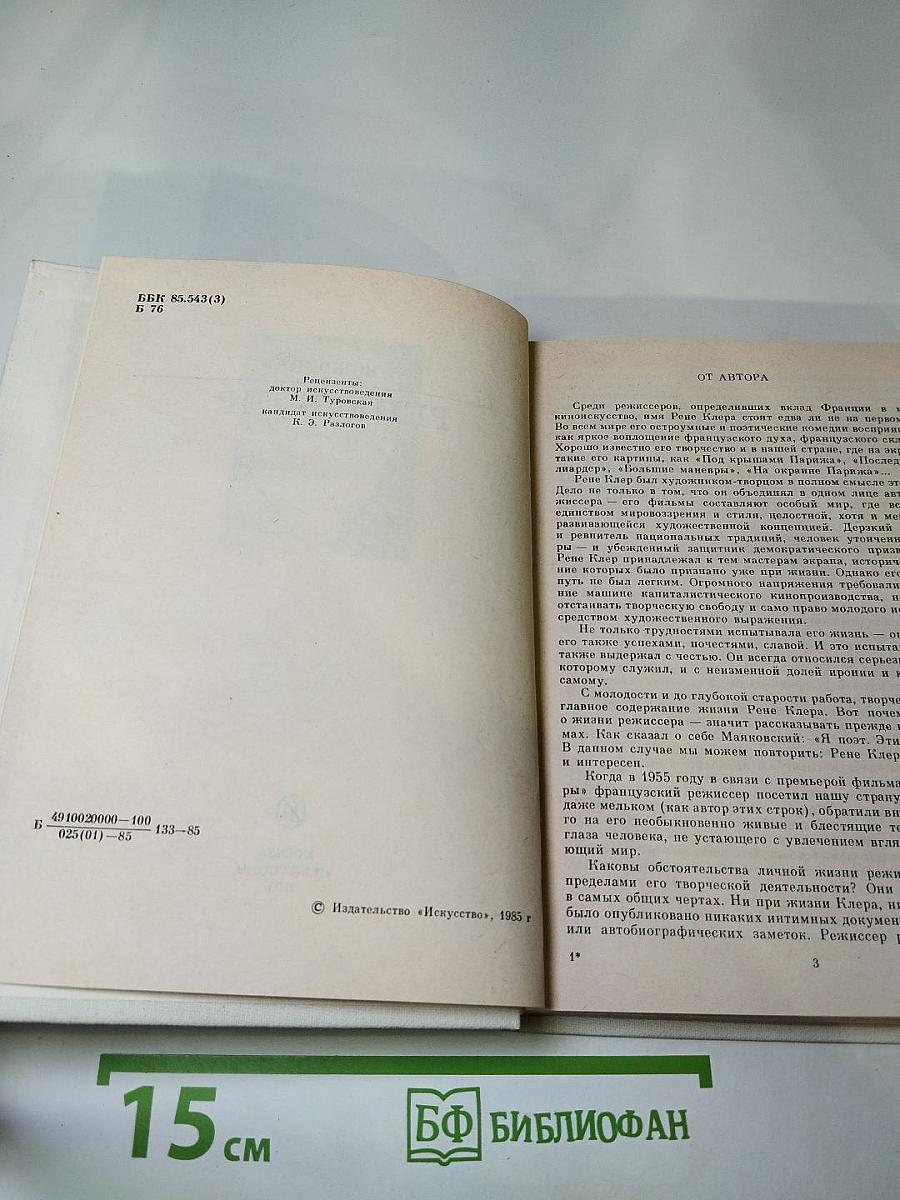 ББК 85.543(3)
Б 76
Рецензенты:
доктор искусствоведения
М. И. Туровская
кандидат искусствоведения
К. Э. Разлогов
Б 4910020000—100
025(01)—85 133—85
© Издательство «Искусство», 1985 г
ОТ АВТОРА
Среди режиссеров, определивших вклад Франции в
киноискусство, имя Рене Клера стоит едва ли не на первом
Во всем мире его остроумные и поэтические комедии восприн
как яркое воплощение французского духа, французского скл
Хорошо известно его творчество и в нашей стране, где на экр
такие его картины, как «Под крышами Парижа», «Послед
лиардер», «Большие маневры», «На окраине Парижа»...
Рене Клер был художником-творцом в полном смысле эт
Дело не только в том, что он объединял в одном лице авт
жиссера — его фильмы составляют особый мир, где вс
единством мировоззрения и стиля, целостной, хотя и ме
развивающейся художественной концепцией. Дерзкий
и ревнитель национальных традиций, человек утонченн
ры — и убежденный защитник демократического призв
Рене Клер принадлежал к тем мастерам экрана, историч
ние которых было признано уже при жизни. Однако его
путь не был легким. Огромного напряжения требовали
ние машине капиталистического кинопроизводства, н
отстаивать творческую свободу и само право молодого ис
средством художественного выражения.
Не только трудностями испытывала его жизнь — о
его также успехами, почестями, славой. И это испыта
также выдержал с честью. Он всегда относился серьез
которому служил, и с неизменной долей иронии и к
самому.
С молодости и до глубокой старости работа, творче
главное содержание жизни Рене Клера. Вот почем
о жизни режиссера — значит рассказывать прежде
мах. Как сказал о себе Маяковский: «Я поэт. Эти
В данном случае мы можем повторить: Рене Клер
и интересен.
Когда в 1955 году в связи с премьерой фильма
ры» французский режиссер посетил нашу страну
даже мельком (как автор этих строк), обратили вн
го на его необыкновенно живые и блестящие те
глаза человека, не устающего с увлечением вгля
ющий мир.
Каковы обстоятельства личной жизни режи
пределами его творческой деятельности? Они
в самых общих чертах. Ни при жизни Клера, ни
было опубликовано никаких интимных докумен
или автобиографических заметок. Режиссер р
1*
3
15 см
БФ БИБЛИОФАН